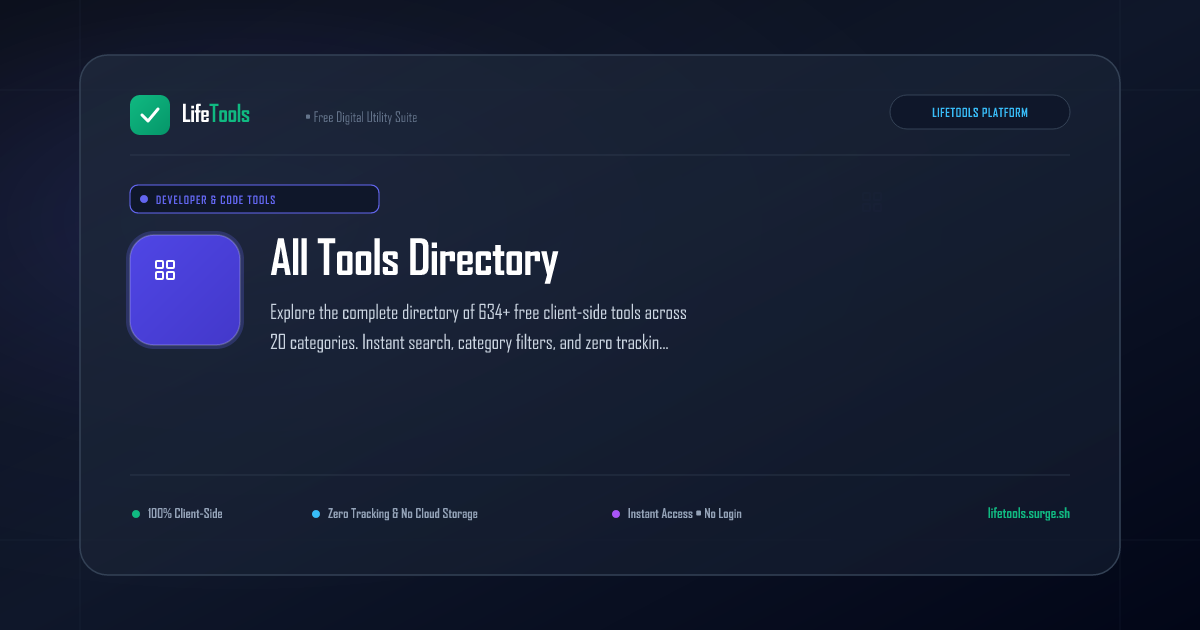 LifeTools
▪ Free Digital Utility Suite
LIFETOOLS PLATFORM
DEVELOPER & CODE TOOLS
All Tools Directory
Explore the complete directory of 634+ free client-side tools across
20 categories. Instant search, category filters, and zero trackin...
100% Client-Side
Zero Tracking & No Cloud Storage
Instant Access ▪ No Login
lifetools.surge.sh